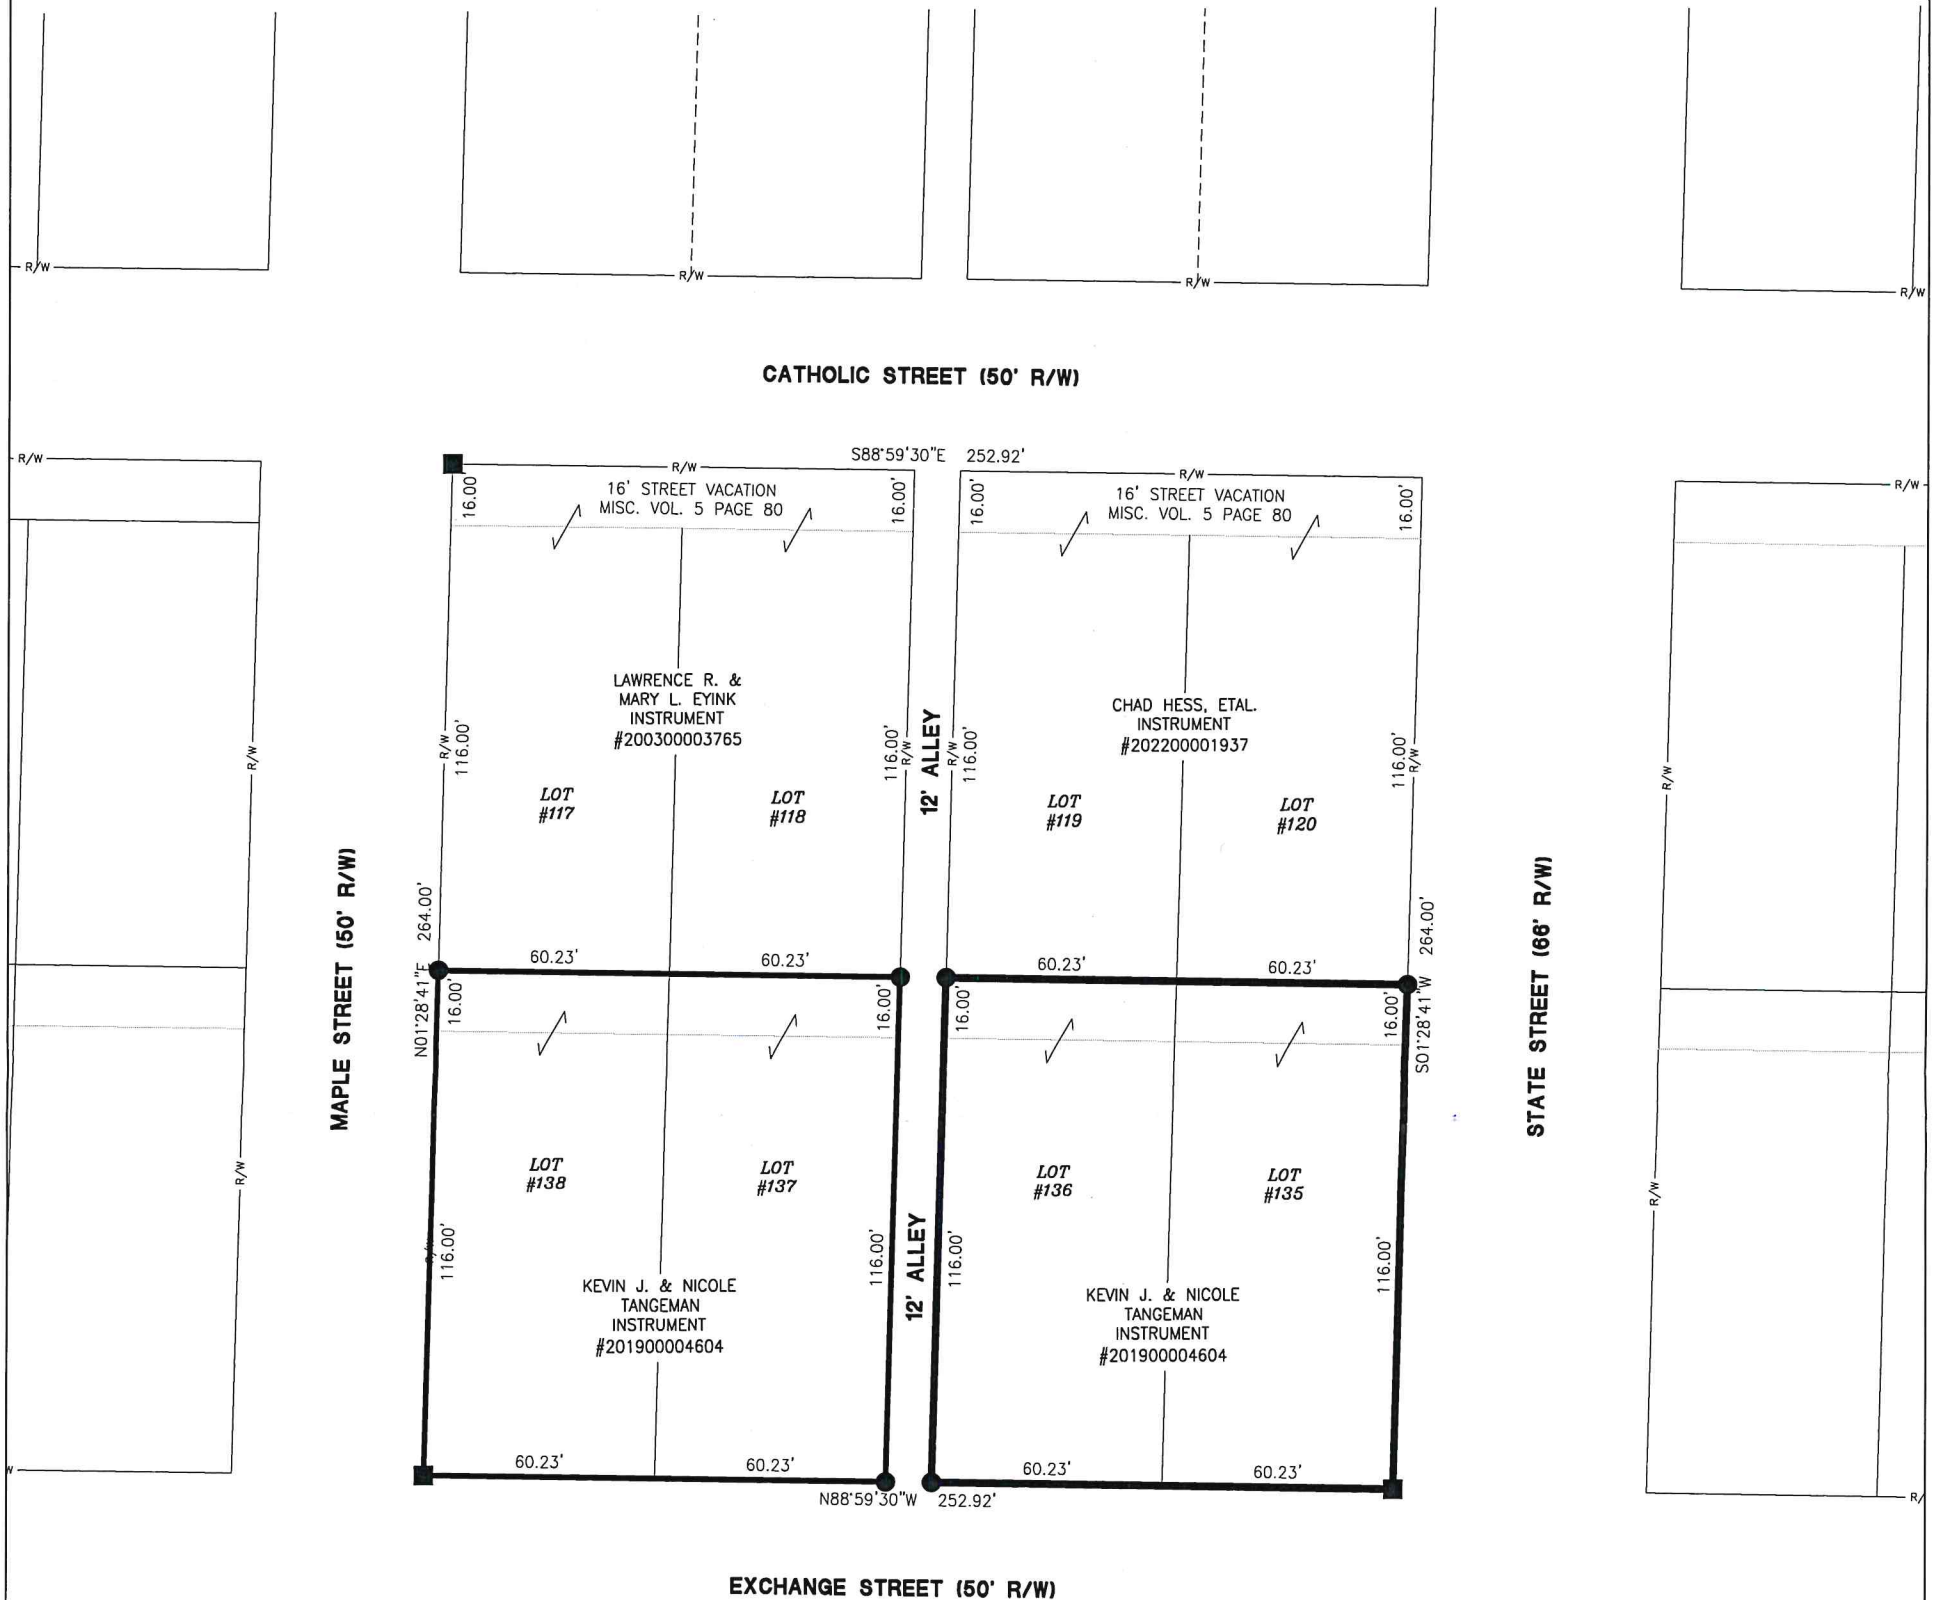 R/W
R/W
R/W
R/W
CATHOLIC STREET (50' R/W)
S88°59'30"E 252.92'
R/W
R/W
R/W
R/W
16.00'
16' STREET VACATION
MISC. VOL. 5 PAGE 80
16.00'
16.00'
16' STREET VACATION
MISC. VOL. 5 PAGE 80
16.00'
LAWRENCE R. &
MARY L. EYINK
INSTRUMENT
#200300003765
CHAD HESS, ETAL.
INSTRUMENT
#202200001937
R/W
R/W
116.00'
116.00'
R/W
12' ALLEY
R/W
116.00'
116.00'
R/W
R/W
LOT
#117
LOT
#118
LOT
#119
LOT
#120
MAPLE STREET (50' R/W)
N01°28'41"E 264.00'
60.23'
60.23'
60.23'
60.23'
S01°28'41"W 264.00'
STATE STREET (66' R/W)
16.00'
16.00'
16.00'
16.00'
R/W
LOT
#138
LOT
#137
LOT
#136
LOT
#135
R/W
R/W
116.00'
116.00'
12' ALLEY
116.00'
116.00'
KEVIN J. & NICOLE
TANGEMAN
INSTRUMENT
#201900004604
KEVIN J. & NICOLE
TANGEMAN
INSTRUMENT
#201900004604
60.23'
60.23'
60.23'
60.23'
W
R/
N88°59'30"W 252.92'
EXCHANGE STREET (50' R/W)